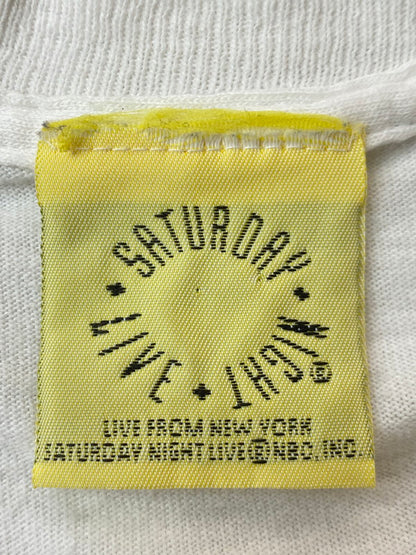 SATURDAY • NIGHT® • LIVE •
LIVE FROM NEW YORK
SATURDAY NIGHT LIVE® NBC, INC.